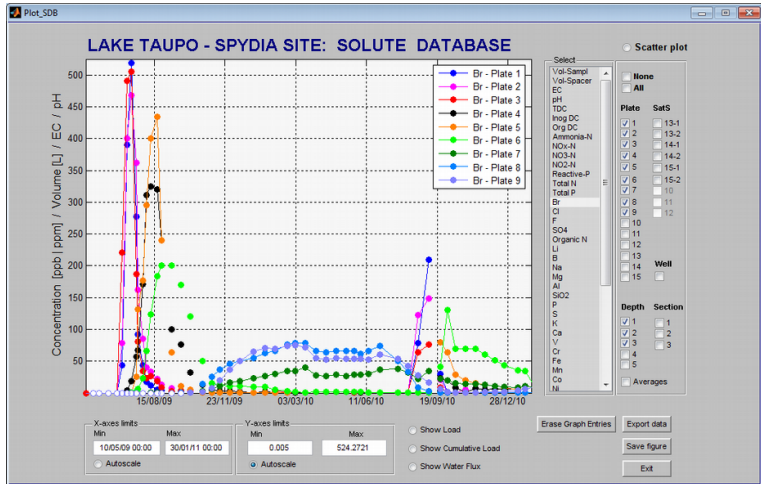 Plot_SDB
LAKE TAUPO - SPYDIA SITE: SOLUTE DATABASE
Scatter plot
Concentration [ppb | ppm] / Volume [L] / EC / pH
500
450
400
350
300
250
200
150
100
50
15/08/09 23/11/09 03/03/10 11/06/10 19/09/10 28/12/10
Br - Plate 1
Br - Plate 2
Br - Plate 3
Br - Plate 4
Br - Plate 5
Br - Plate 6
Br - Plate 7
Br - Plate 8
Br - Plate 9
Select
Vol-Sampl
Vol-Spacer
EC
pH
TDC
Inog DC
Org DC
Ammonia-N
NOx-N
NO3-N
NO2-N
Reactive-P
Total N
Total P
Br
Cl
F
SO4
Organic N
Li
B
Na
Mg
Al
SiO2
P
S
K
Ca
V
Cr
Fe
Mn
Co
Ni
None
All
Plate SatS
1 13-1
2 13-2
3 14-1
4 14-2
5 15-1
6 15-2
7 10
8 11
9 12
10
11
12
13
14 Well
15
Depth Section
1 1
2 2
3 3
4
5
Averages
X-axes limits
Min Max
10/05/09 00:00 30/01/11 00:00
Autoscale
Y-axes limits
Min Max
0.005 524.2721
Autoscale
Show Load
Show Cumulative Load
Show Water Flux
Erase Graph Entries
Export data
Save figure
Exit